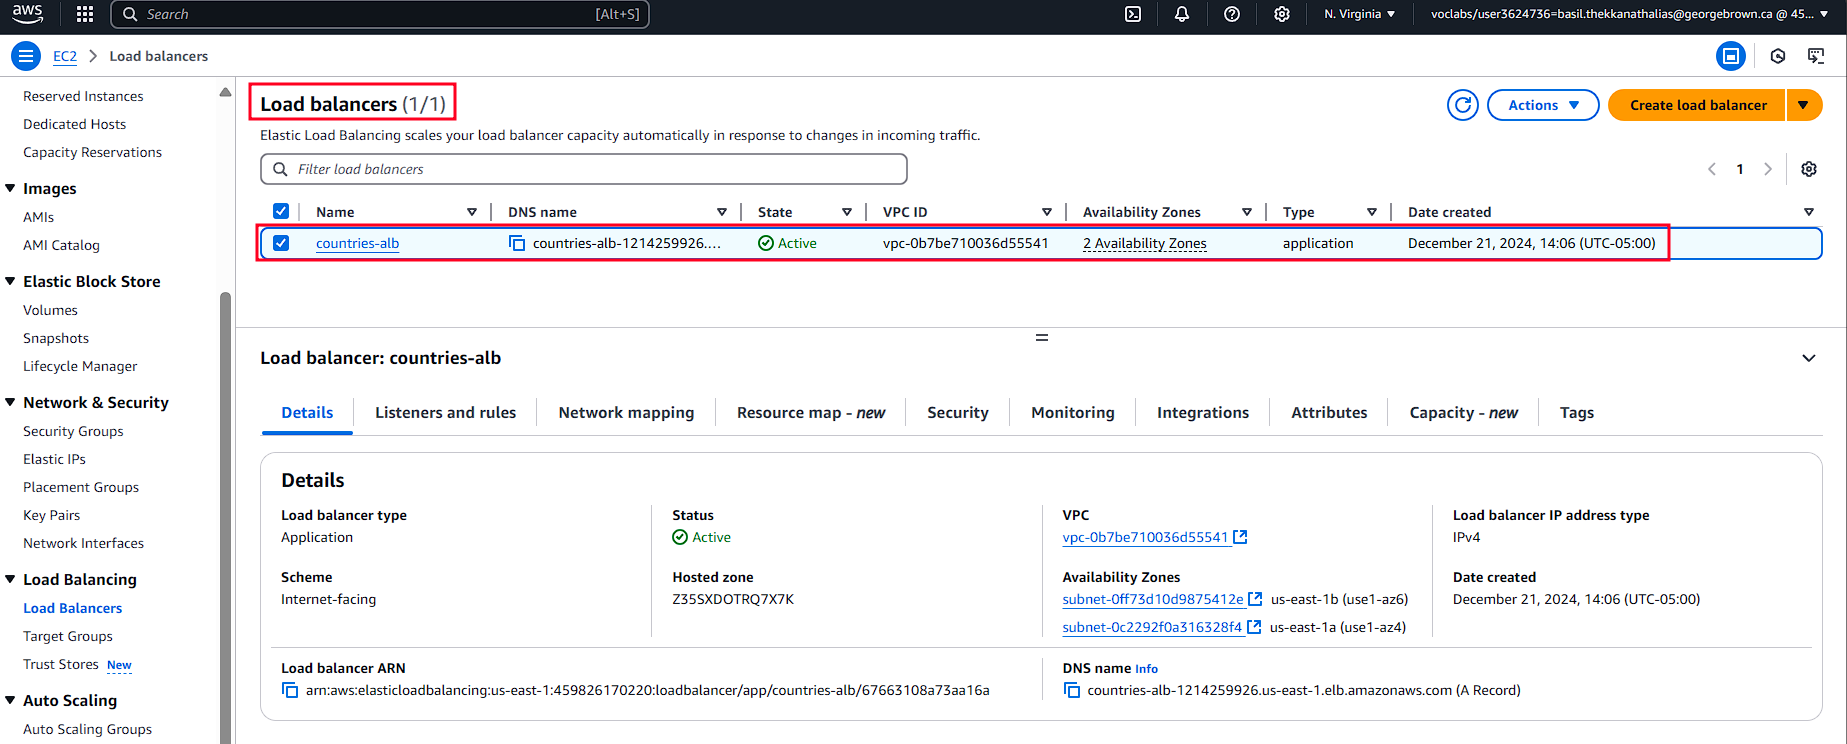 aws
Search [Alt+S]
N. Virginia
voclabs/user3624736=basil.thekkanathalias@georgebrown.ca @ 45...
EC2 Load balancers
Reserved Instances
Dedicated Hosts
Capacity Reservations
Images
AMIs
AMI Catalog
Elastic Block Store
Volumes
Snapshots
Lifecycle Manager
Network & Security
Security Groups
Elastic IPs
Placement Groups
Key Pairs
Network Interfaces
Load Balancing
Load Balancers
Target Groups
Trust Stores New
Auto Scaling
Auto Scaling Groups
Load balancers (1/1)
Actions
Create load balancer
Elastic Load Balancing scales your load balancer capacity automatically in response to changes in incoming traffic.
Filter load balancers
1
Name DNS name State VPC ID Availability Zones Type Date created
countries-alb countries-alb-1214259926.... Active vpc-0b7be710036d55541 2 Availability Zones application December 21, 2024, 14:06 (UTC-05:00)
Load balancer: countries-alb
Details Listeners and rules Network mapping Resource map - new Security Monitoring Integrations Attributes Capacity - new Tags
Details
Load balancer type
Application
Status
Active
VPC
vpc-0b7be710036d55541
Load balancer IP address type
IPv4
Scheme
Internet-facing
Hosted zone
Z35SXDOTRQ7X7K
Availability Zones
subnet-0ff73d10d9875412e us-east-1b (use1-az6)
subnet-0c2292f0a316328f4 us-east-1a (use1-az4)
Date created
December 21, 2024, 14:06 (UTC-05:00)
Load balancer ARN
arn:aws:elasticloadbalancing:us-east-1:459826170220:loadbalancer/app/countries-alb/67663108a73aa16a
DNS name Info
countries-alb-1214259926.us-east-1.elb.amazonaws.com (A Record)